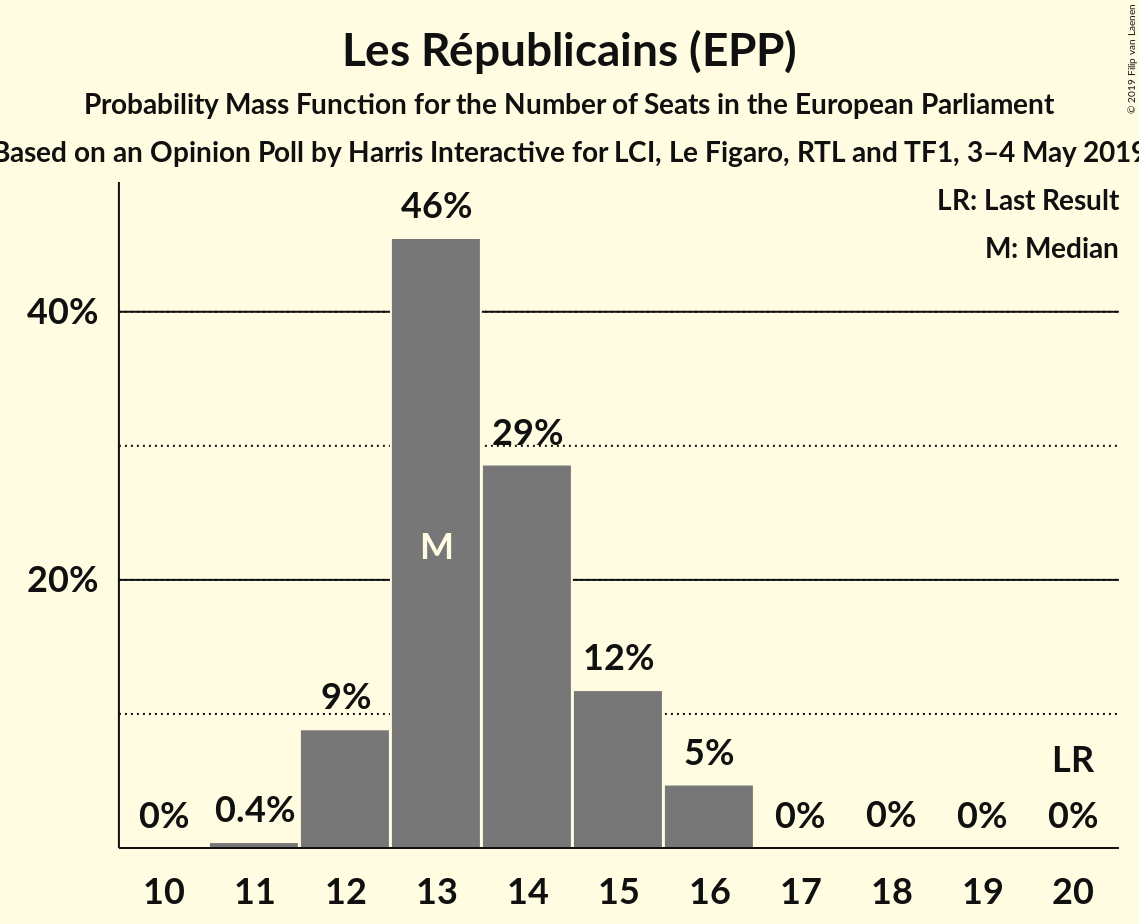 Les Républicains (EPP)
Probability Mass Function for the Number of Seats in the European Parliament
Based on an Opinion Poll by Harris Interactive for LCI, Le Figaro, RTL and TF1, 3–4 May 2019
© 2019 Filip van Laenen
LR: Last Result
M: Median
46%
40%
29%
M
20%
12%
9%
5%
LR
0%
0.4%
0%
0%
0%
0%
10 11 12 13 14 15 16 17 18 19 20